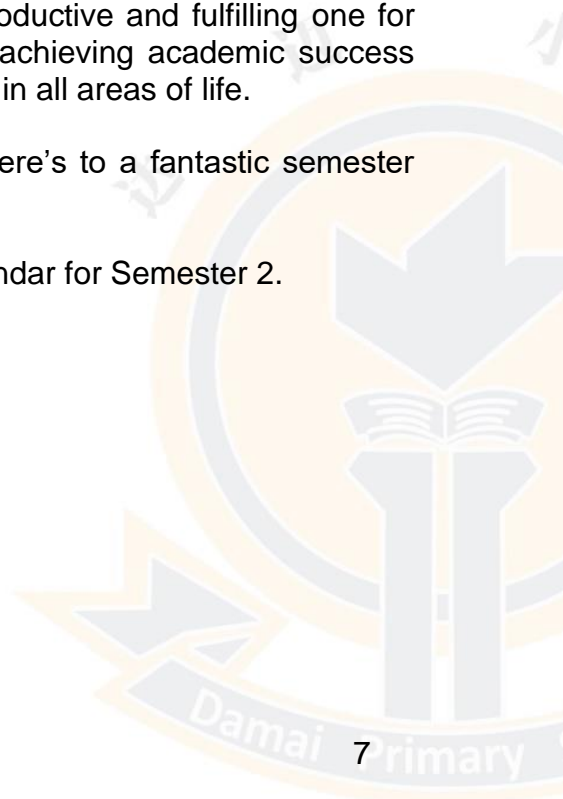 oductive and fulfilling one for
achieving academic success
in all areas of life.
ere’s to a fantastic semester
ndar for Semester 2.
小
Damai Primary
7